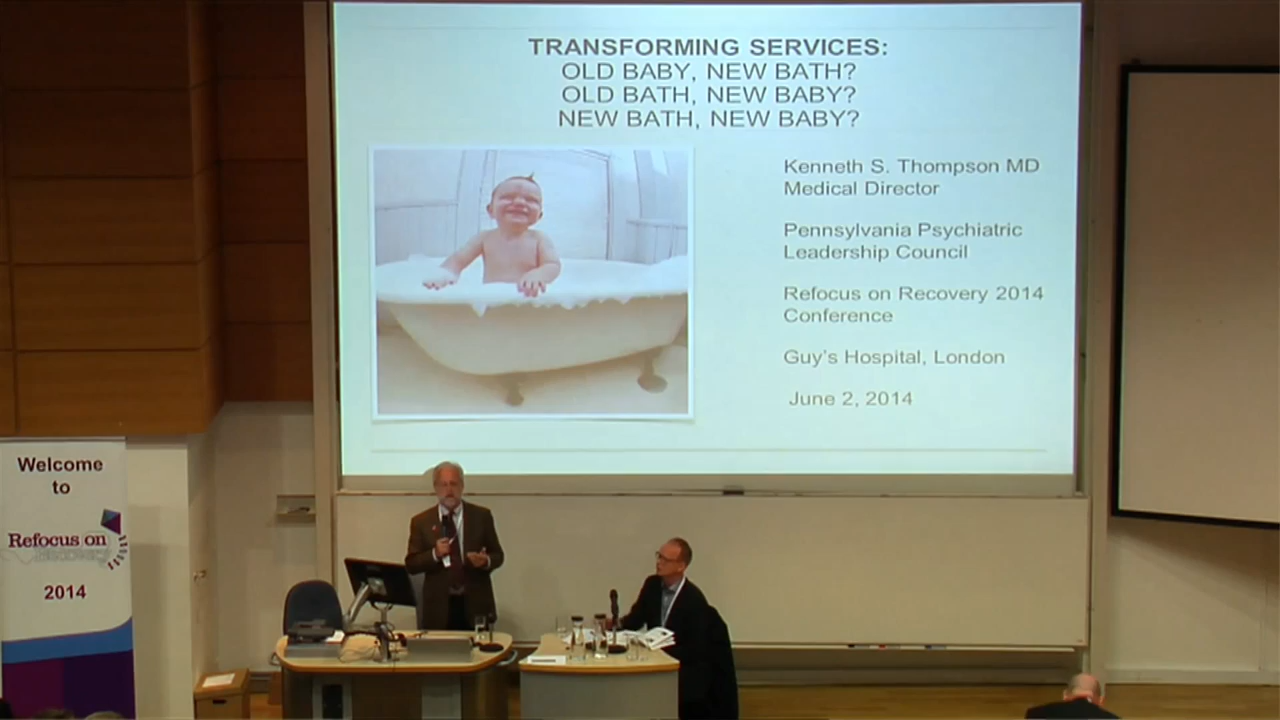 TRANSFORMING SERVICES:
OLD BABY, NEW BATH?
OLD BATH, NEW BABY?
NEW BATH, NEW BABY?
Kenneth S. Thompson MD
Medical Director
Pennsylvania Psychiatric
Leadership Council
Refocus on Recovery 2014
Conference
Guy's Hospital, London
June 2, 2014
Welcome
to
Refocus on
2014